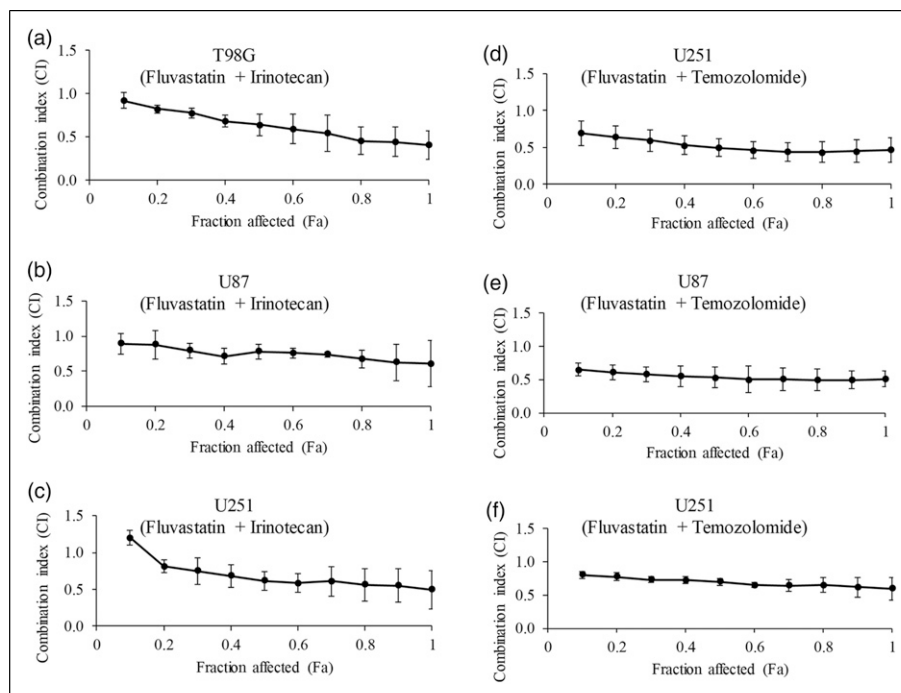 (a)
T98G
(Fluvastatin + Irinotecan)
Combination index (CI)
1.5
1.0
0.5
0.0
0 0.2 0.4 0.6 0.8 1
Fraction affected (Fa)
(b)
U87
(Fluvastatin + Irinotecan)
Combination index (CI)
1.5
1.0
0.5
0.0
0 0.2 0.4 0.6 0.8 1
Fraction affected (Fa)
(c)
U251
(Fluvastatin + Irinotecan)
Combination index (CI)
1.5
1.0
0.5
0.0
0 0.2 0.4 0.6 0.8 1
Fraction affected (Fa)
(d)
U251
(Fluvastatin + Temozolomide)
Combination index (CI)
1.5
1.0
0.5
0.0
0 0.2 0.4 0.6 0.8 1
Fraction affected (Fa)
(e)
U87
(Fluvastatin + Temozolomide)
Combination index (CI)
1.5
1.0
0.5
0.0
0 0.2 0.4 0.6 0.8 1
Fraction affected (Fa)
(f)
U251
(Fluvastatin + Temozolomide)
Combination index (CI)
1.5
1.0
0.5
0.0
0 0.2 0.4 0.6 0.8 1
Fraction affected (Fa)